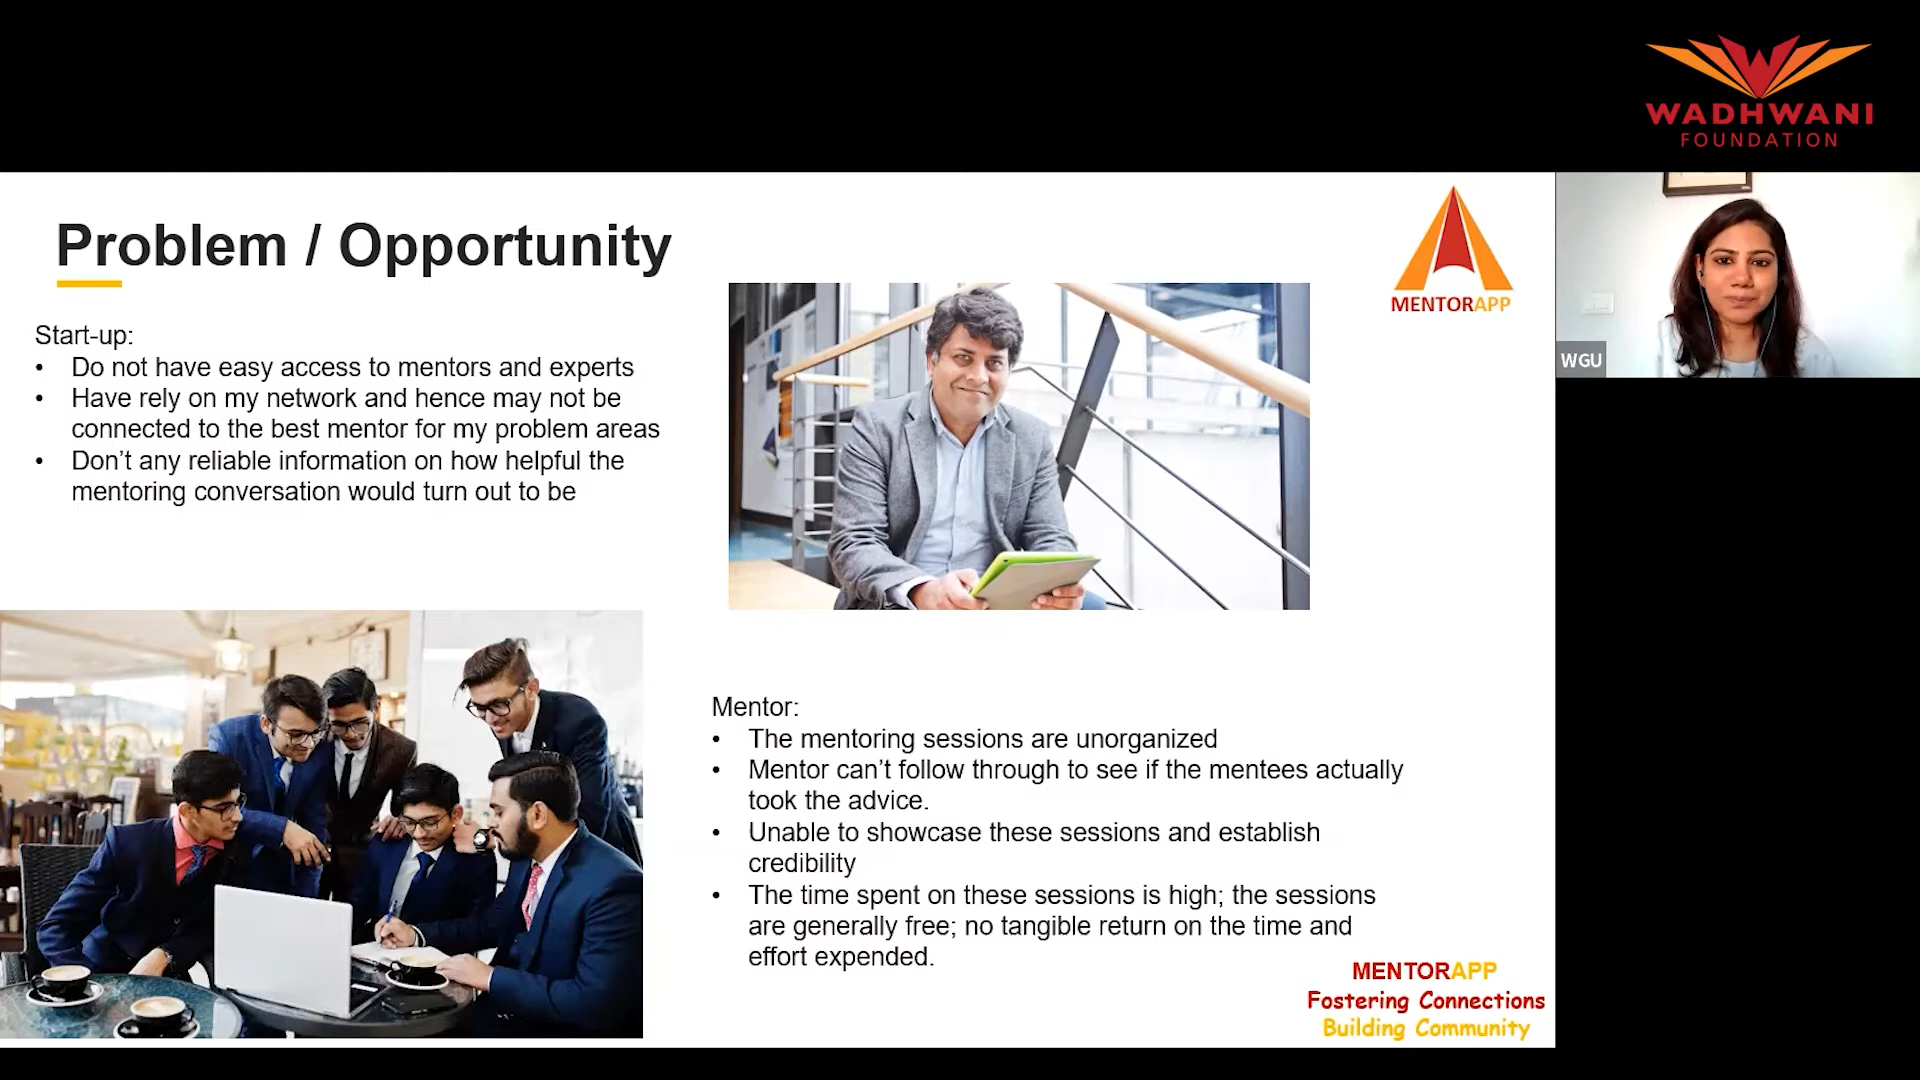 WADHWANI
FOUNDATION
Problem / Opportunity
MENTORAPP
WGU
Start-up:
• Do not have easy access to mentors and experts
• Have rely on my network and hence may not be
connected to the best mentor for my problem areas
• Don’t any reliable information on how helpful the
mentoring conversation would turn out to be
Mentor:
• The mentoring sessions are unorganized
• Mentor can’t follow through to see if the mentees actually
took the advice.
• Unable to showcase these sessions and establish
credibility
• The time spent on these sessions is high; the sessions
are generally free; no tangible return on the time and
effort expended.
MENTORAPP
Fostering Connections
Building Community